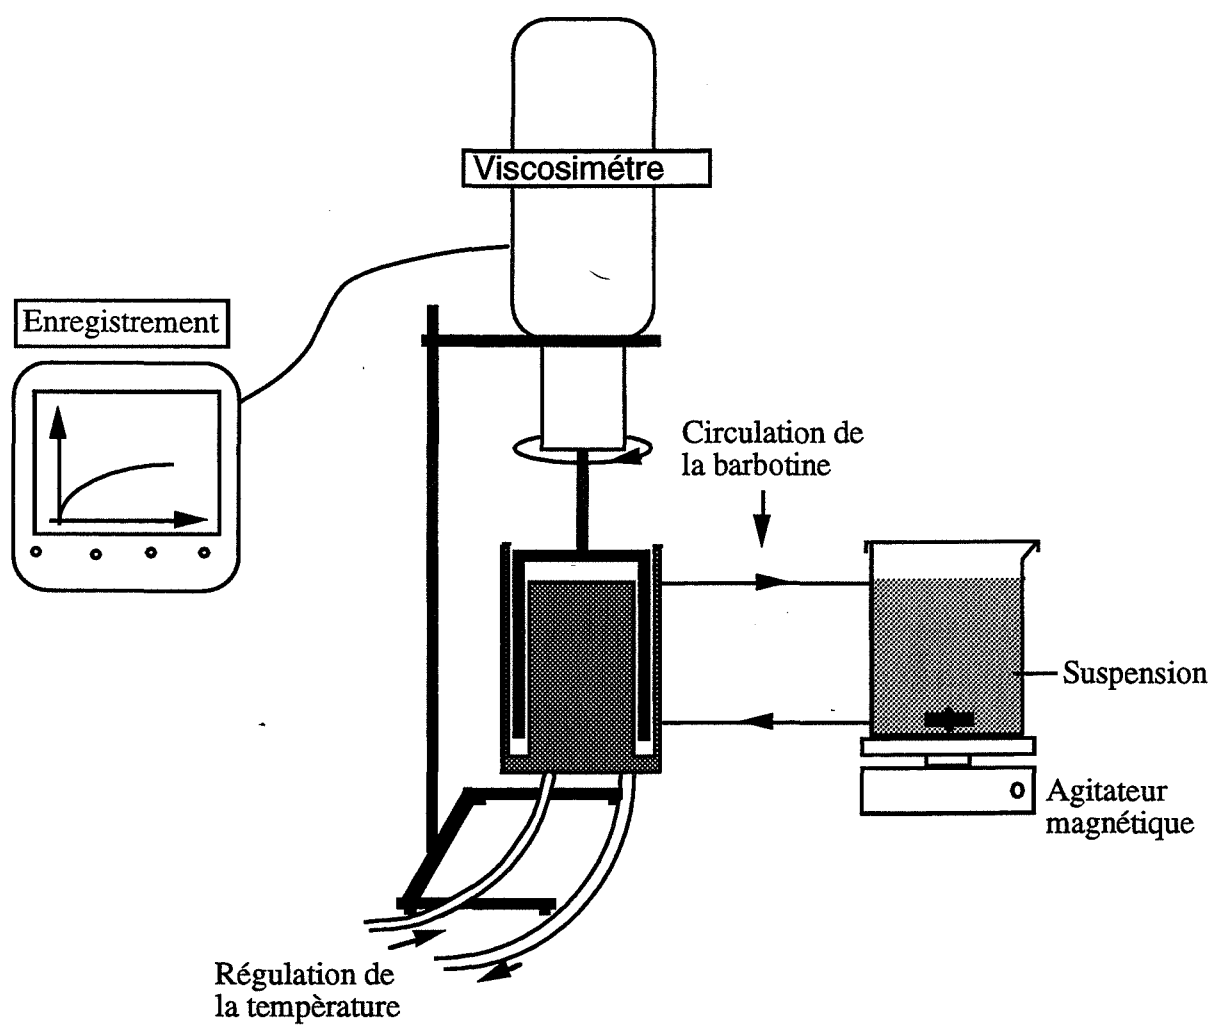 Viscosimétre
Enregistrement
Circulation de
la barbotine
Suspension
Agitateur
magnétique
Régulation de
la tempèrature